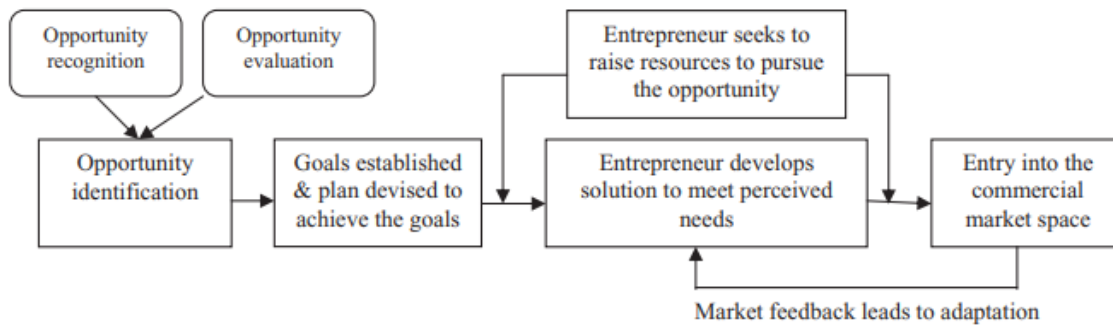 Opportunity
recognition
Opportunity
evaluation
Entrepreneur seeks to
raise resources to pursue
the opportunity
Opportunity
identification
Goals established
& plan devised to
achieve the goals
Entrepreneur develops
solution to meet perceived
needs
Entry into the
commercial
market space
Market feedback leads to adaptation